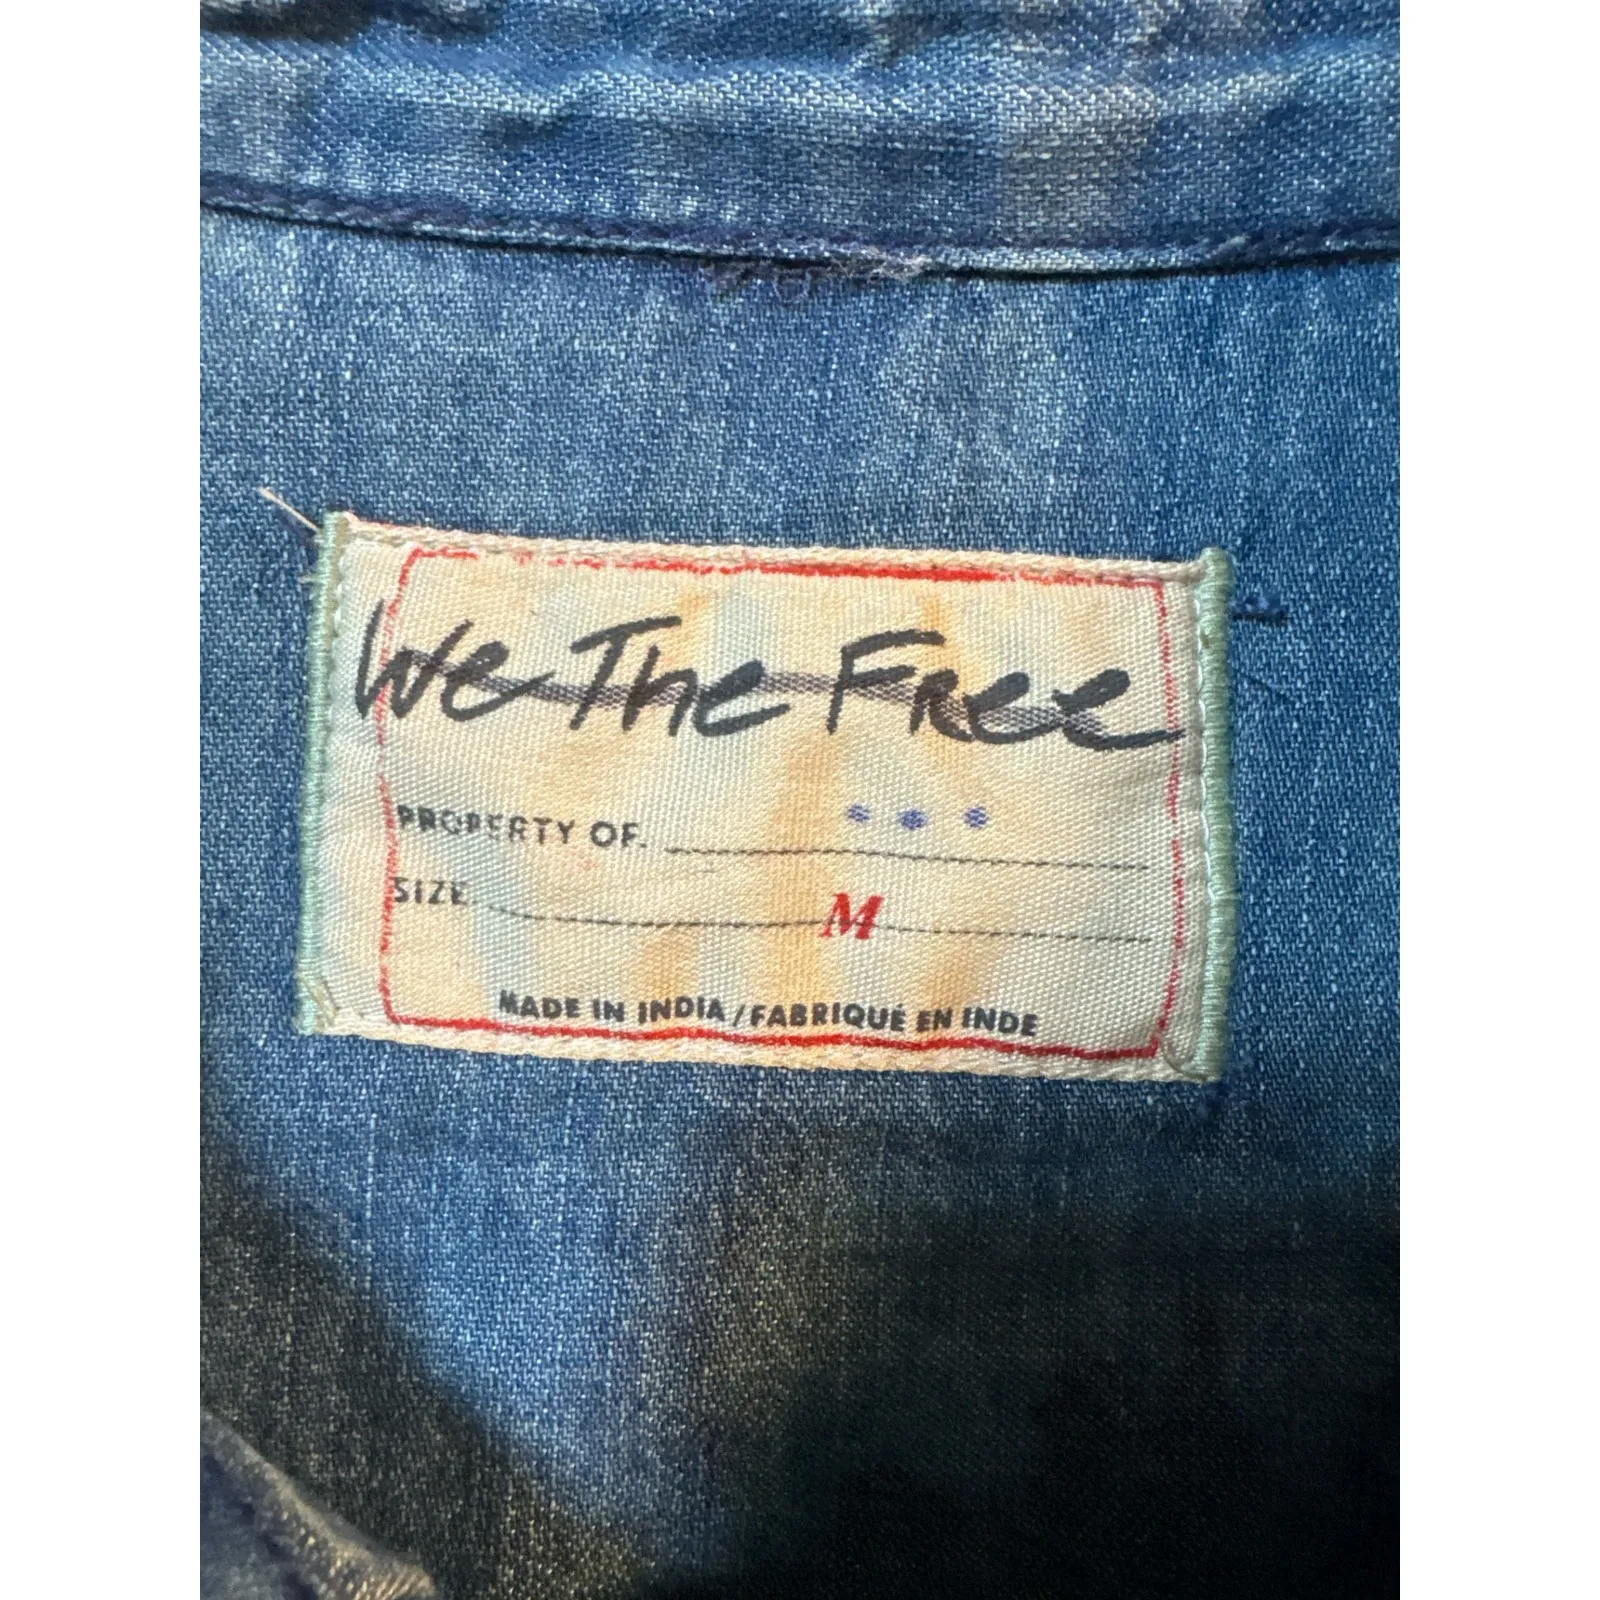 We The Free
PROPERTY OF.
SIZE M
MADE IN INDIA / FABRIQUÉ EN INDE